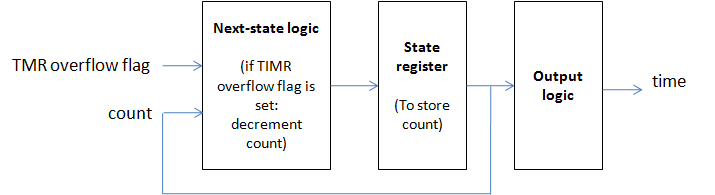 TMR overflow flag
count
Next-state logic
(if TIMR
overflow flag is
set:
decrement
count)
State
register
(To store
count)
Output
logic
time